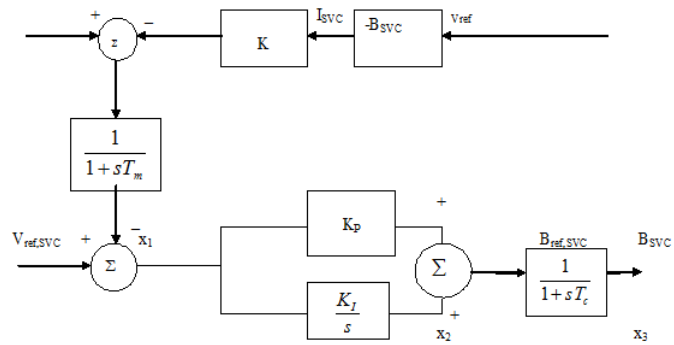 +
−
I_SVC
V_ref
Σ
K
-B_SVC
1
1+sT_m
V_ref,SVC
+
− x_1
Σ
K_P
+
Σ
B_ref,SVC
B_SVC
1
1+sT_c
K_I
s
+
x_2
x_3